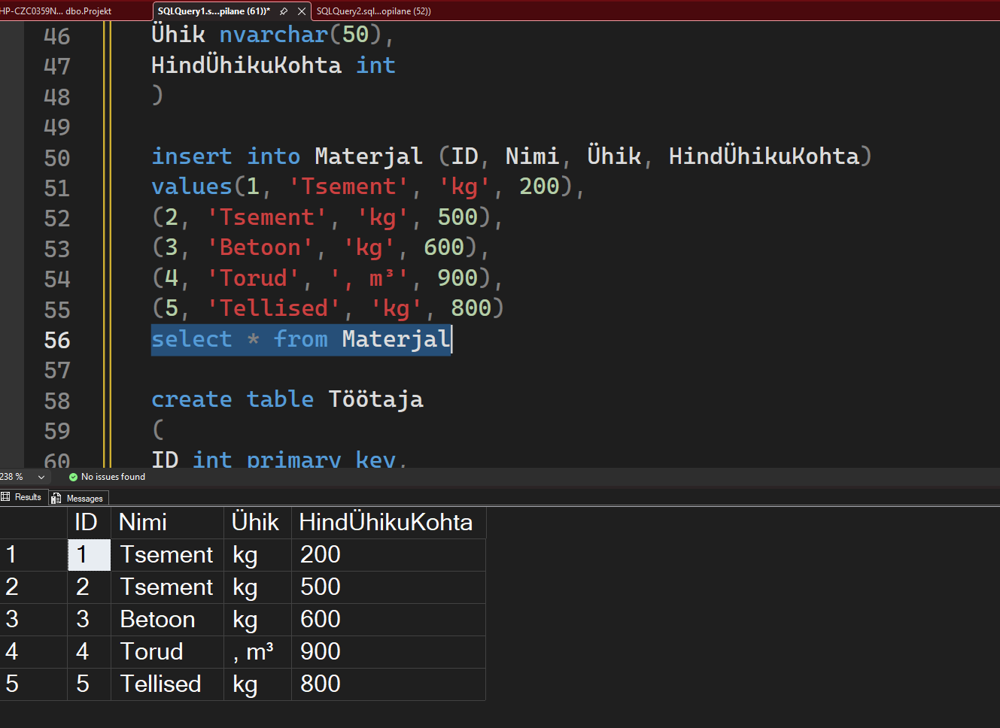 HP-CZC0359N... dbo.Projekt
SQLQuery1.s...pilane (61))*
SQLQuery2.sql...opilane (52))
46 Ühik nvarchar(50),
47 HindÜhikuKohta int
48 )
49
50 insert into Materjal (ID, Nimi, Ühik, HindÜhikuKohta)
51 values(1, 'Tsement', 'kg', 200),
52 (2, 'Tsement', 'kg', 500),
53 (3, 'Betoon', 'kg', 600),
54 (4, 'Torud', ', m³', 900),
55 (5, 'Tellised', 'kg', 800)
56 select * from Materjal
57
58 create table Töötaja
59 (
60 ID int primary key,
238 % No issues found
Results Messages
ID Nimi Ühik HindÜhikuKohta
1 1 Tsement kg 200
2 2 Tsement kg 500
3 3 Betoon kg 600
4 4 Torud , m³ 900
5 5 Tellised kg 800